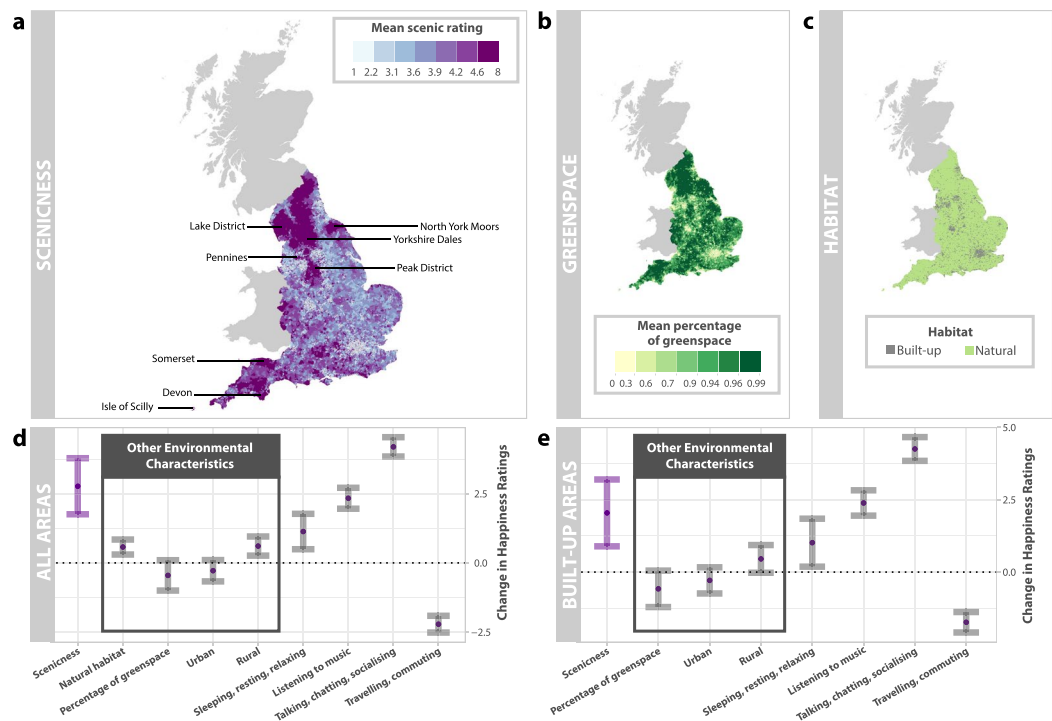 a
SCENICNESS
Mean scenic rating
1 2.2 3.1 3.6 3.9 4.2 4.6 8
Lake District
North York Moors
Yorkshire Dales
Pennines
Peak District
Somerset
Devon
Isle of Scilly
b
GREENSPACE
Mean percentage
of greenspace
0 0.3 0.6 0.7 0.9 0.94 0.96 0.99
c
HABITAT
Habitat
Built-up Natural
d
ALL AREAS
Other Environmental
Characteristics
2.5
0.0
−2.5
Change in Happiness Ratings
Scenicness
Natural habitat
Percentage of greenspace
Urban
Rural
Sleeping, resting, relaxing
Listening to music
Talking, chatting, socialising
Travelling, commuting
e
BUILT-UP AREAS
Other Environmental
Characteristics
5.0
2.5
0.0
Change in Happiness Ratings
Scenicness
Percentage of greenspace
Urban
Rural
Sleeping, resting, relaxing
Listening to music
Talking, chatting, socialising
Travelling, commuting